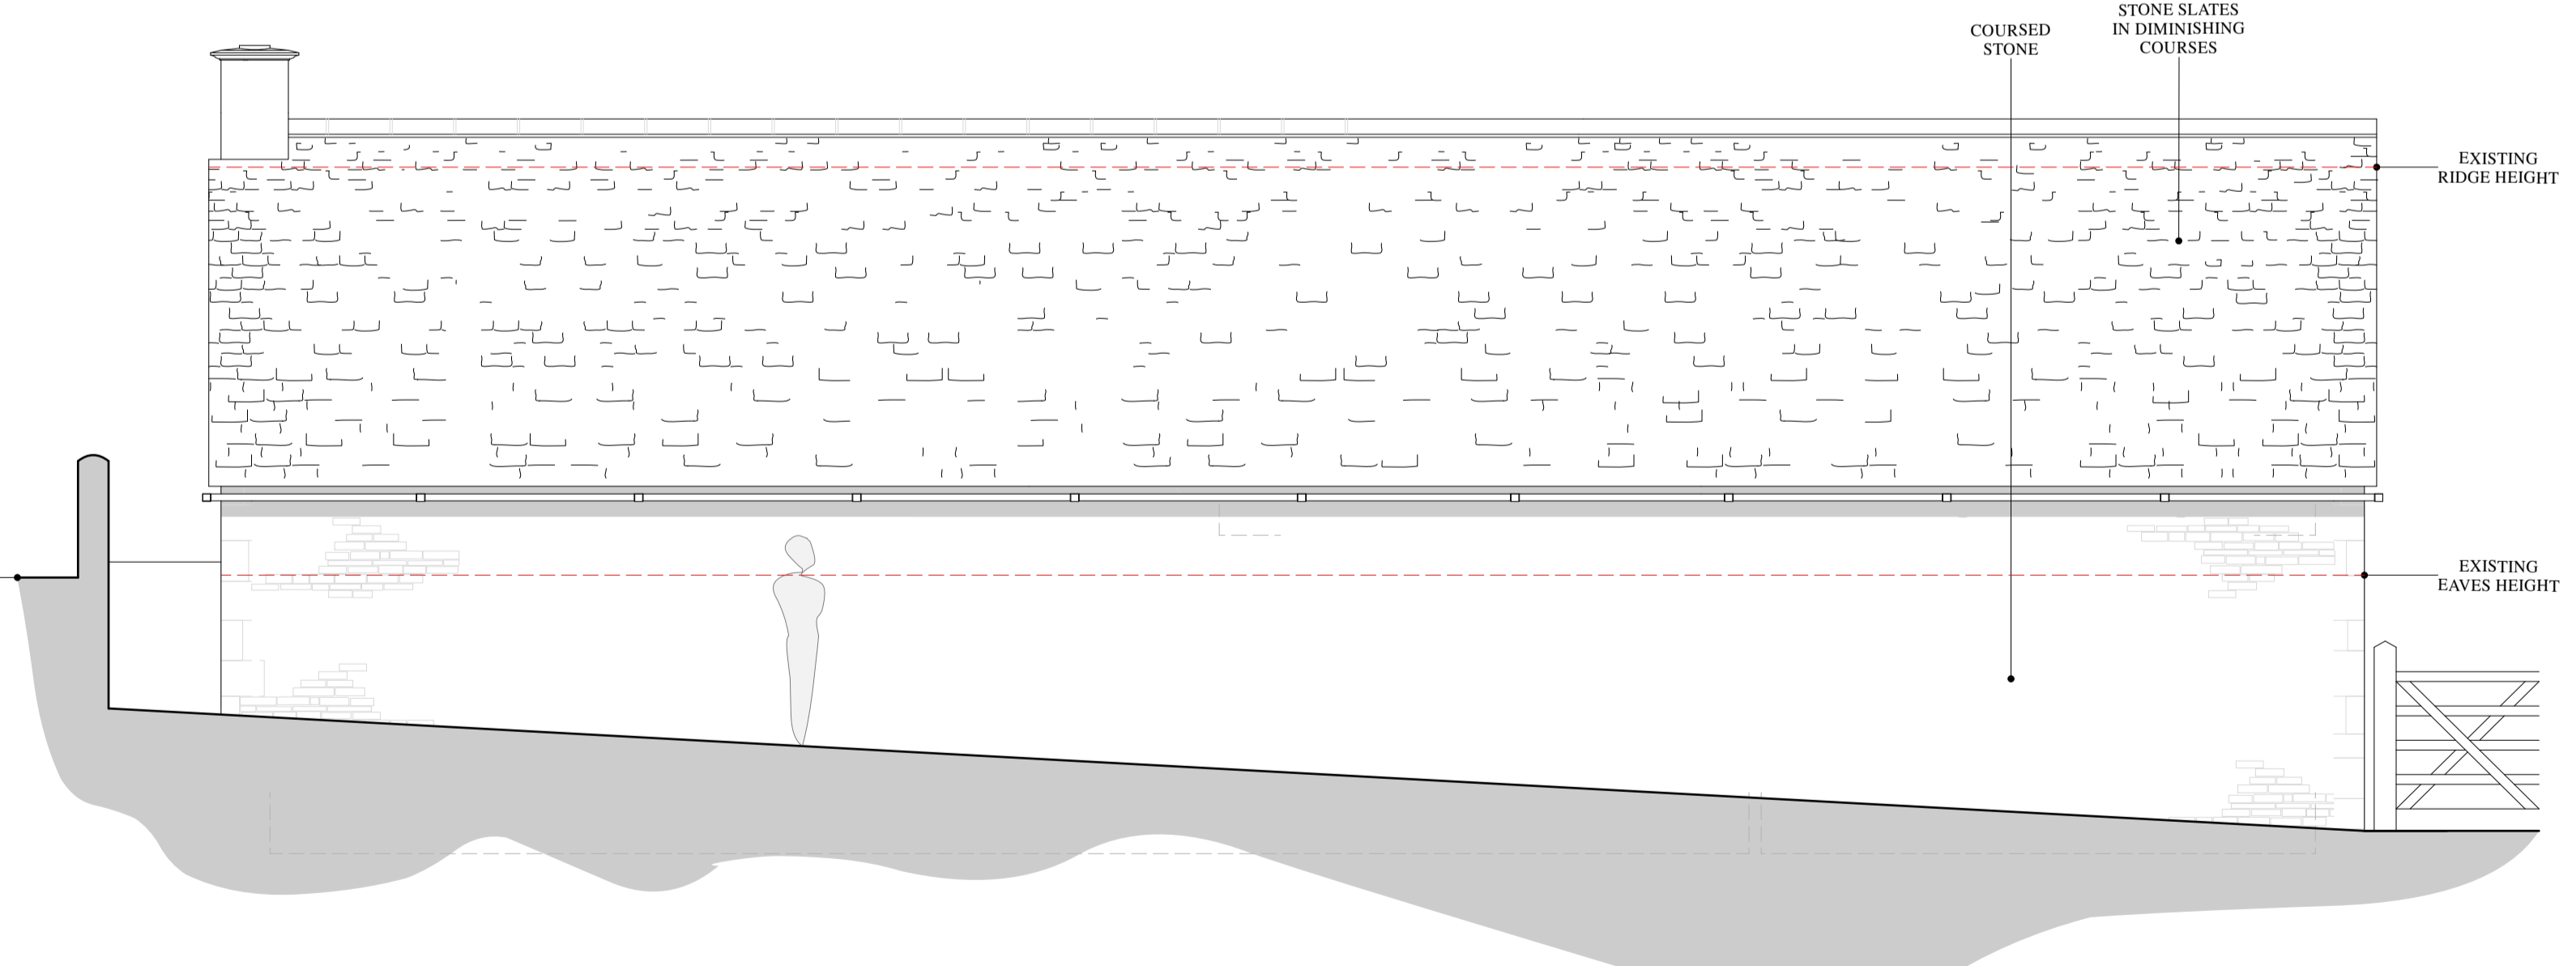 COURSED
STONE
STONE SLATES
IN DIMINISHING
COURSES
EXISTING
RIDGE HEIGHT
EXISTING
EAVES HEIGHT